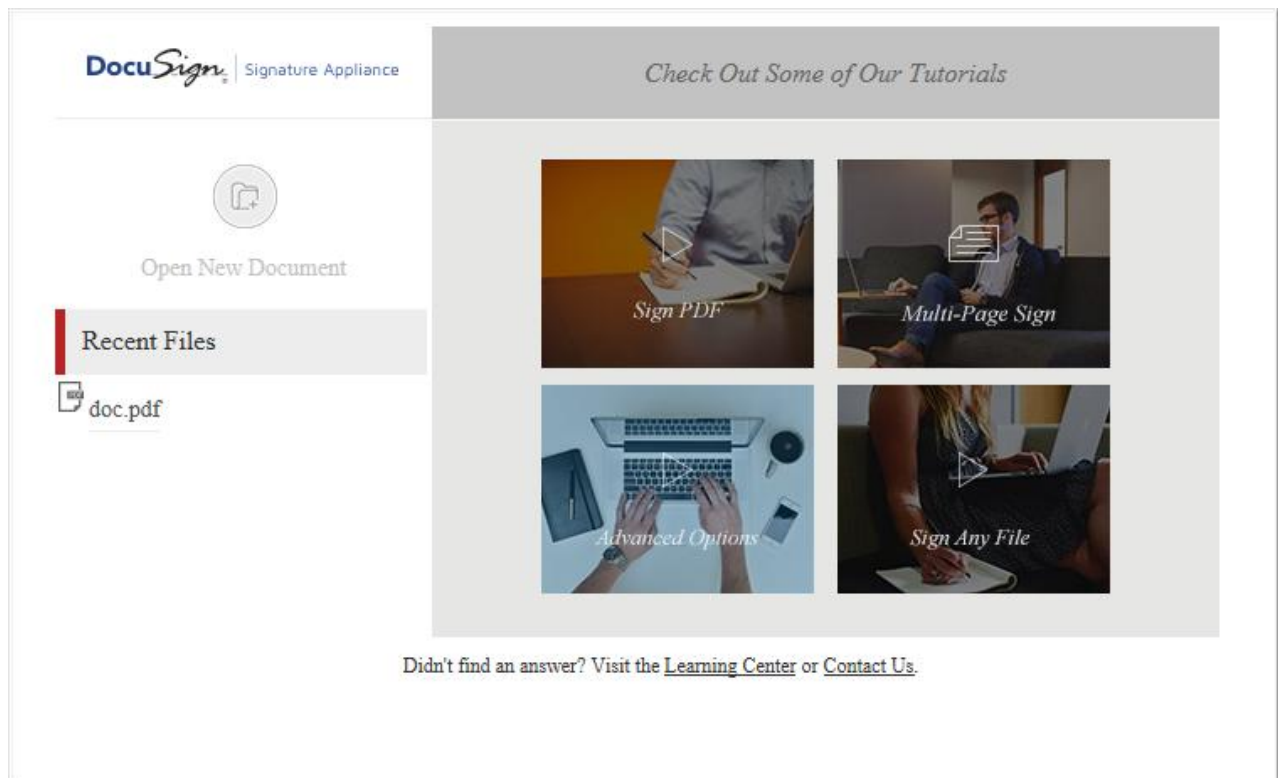 DocuSign® | Signature Appliance
Check Out Some of Our Tutorials
Open New Document
Recent Files
doc.pdf
Sign PDF
Multi-Page Sign
Advanced Options
Sign Any File
Didn't find an answer? Visit the Learning Center or Contact Us.